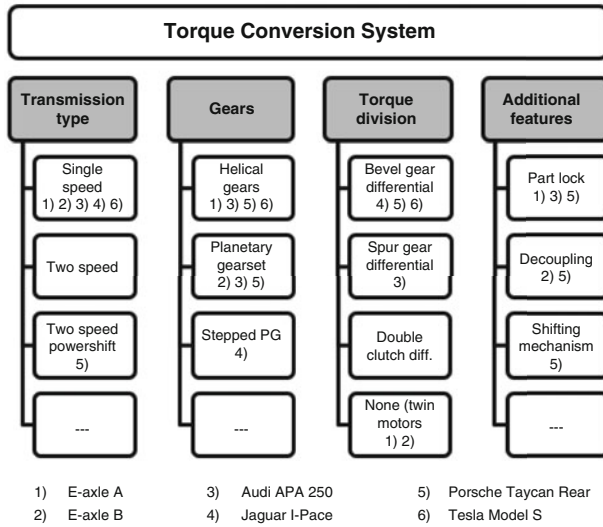 Torque Conversion System
Transmission
type
Single
speed
1) 2) 3) 4) 6)
Two speed
Two speed
powershift
5)
---
Gears
Helical
gears
1) 3) 5) 6)
Planetary
gearset
2) 3) 5)
Stepped PG
4)
---
Torque
division
Bevel gear
differential
4) 5) 6)
Spur gear
differential
3)
Double
clutch diff.
None (twin
motors
1) 2)
Additional
features
Part lock
1) 3) 5)
Decoupling
2) 5)
Shifting
mechanism
5)
---
1) E-axle A
2) E-axle B
3) Audi APA 250
4) Jaguar I-Pace
5) Porsche Taycan Rear
6) Tesla Model S